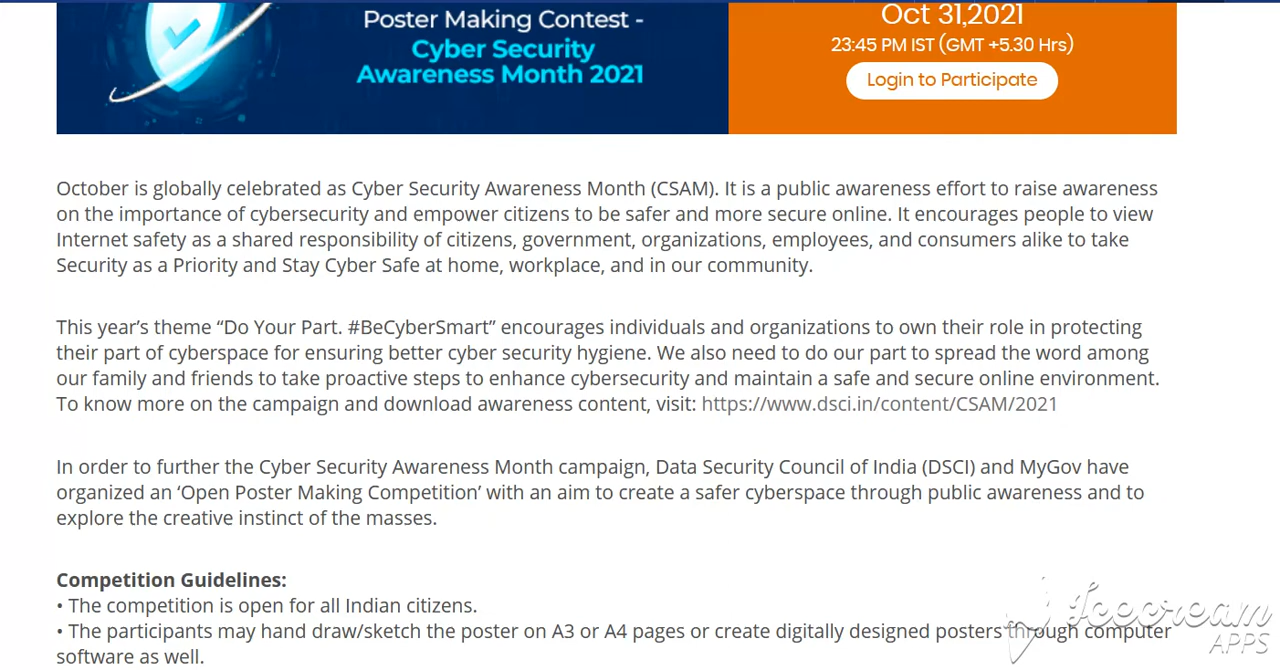 Poster Making Contest -
Cyber Security
Awareness Month 2021
Oct 31,2021
23:45 PM IST (GMT +5.30 Hrs)
Login to Participate
October is globally celebrated as Cyber Security Awareness Month (CSAM). It is a public awareness effort to raise awareness
on the importance of cybersecurity and empower citizens to be safer and more secure online. It encourages people to view
Internet safety as a shared responsibility of citizens, government, organizations, employees, and consumers alike to take
Security as a Priority and Stay Cyber Safe at home, workplace, and in our community.
This year’s theme “Do Your Part. #BeCyberSmart” encourages individuals and organizations to own their role in protecting
their part of cyberspace for ensuring better cyber security hygiene. We also need to do our part to spread the word among
our family and friends to take proactive steps to enhance cybersecurity and maintain a safe and secure online environment.
To know more on the campaign and download awareness content, visit: https://www.dsci.in/content/CSAM/2021
In order to further the Cyber Security Awareness Month campaign, Data Security Council of India (DSCI) and MyGov have
organized an ‘Open Poster Making Competition’ with an aim to create a safer cyberspace through public awareness and to
explore the creative instinct of the masses.
Competition Guidelines:
• The competition is open for all Indian citizens.
• The participants may hand draw/sketch the poster on A3 or A4 pages or create digitally designed posters through computer
software as well.
Icecream
APPS